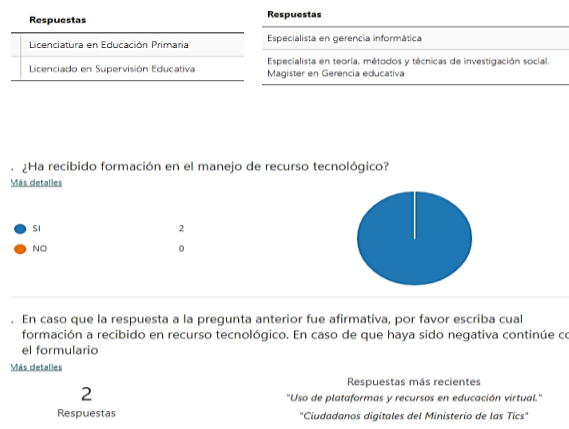 Respuestas
Licenciatura en Educación Primaria
Licenciado en Supervisión Educativa
Respuestas
Especialista en gerencia informática
Especialista en teoría, métodos y técnicas de investigación social.
Magister en Gerencia educativa
. ¿Ha recibido formación en el manejo de recurso tecnológico?
Más detalles
SI 2
NO 0
. En caso que la respuesta a la pregunta anterior fue afirmativa, por favor escriba cual
formación a recibido en recurso tecnológico. En caso de que haya sido negativa continúe co
el formulario
Más detalles
2
Respuestas
Respuestas más recientes
"Uso de plataformas y recursos en educación virtual."
"Ciudadanos digitales del Ministerio de las Tics"